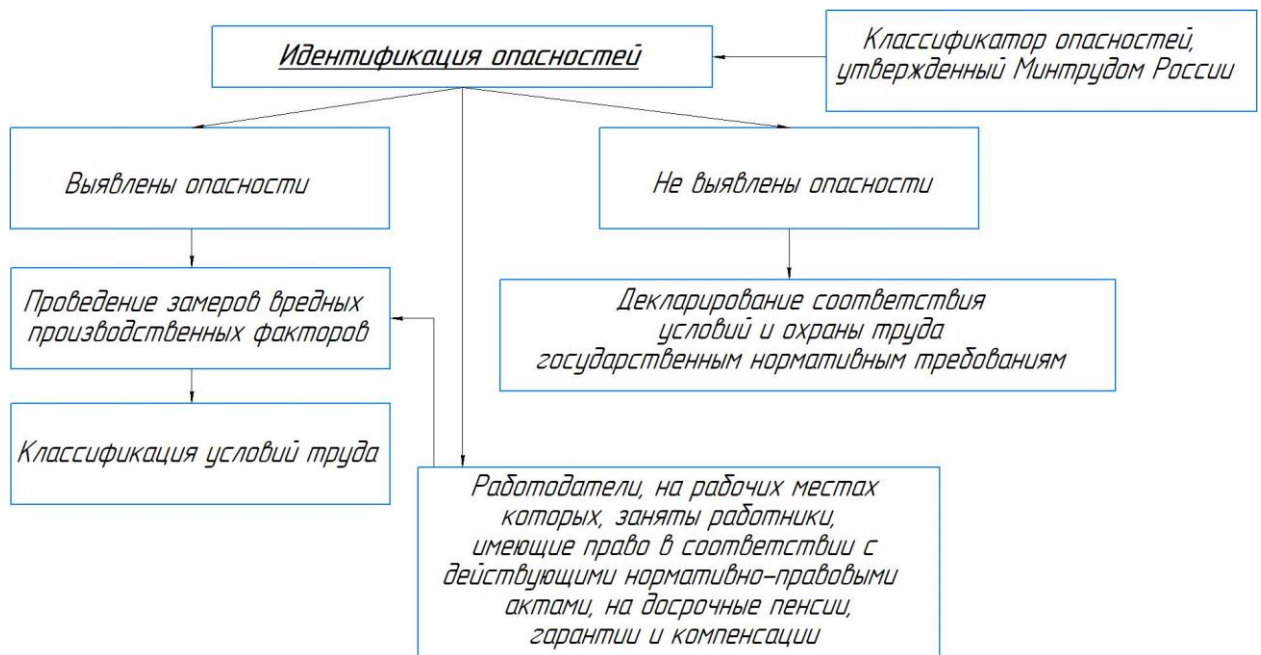 Идентификация опасностей
Классификатор опасностей,
утвержденный Минтрудом России
Выявлены опасности
Не выявлены опасности
Проведение замеров вредных
производственных факторов
Декларирование соответствия
условий и охраны труда
государственным нормативным требованиям
Классификация условий труда
Работодатели, на рабочих местах
которых, заняты работники,
имеющие право в соответствии с
действующими нормативно-правовыми
актами, на досрочные пенсии,
гарантии и компенсации